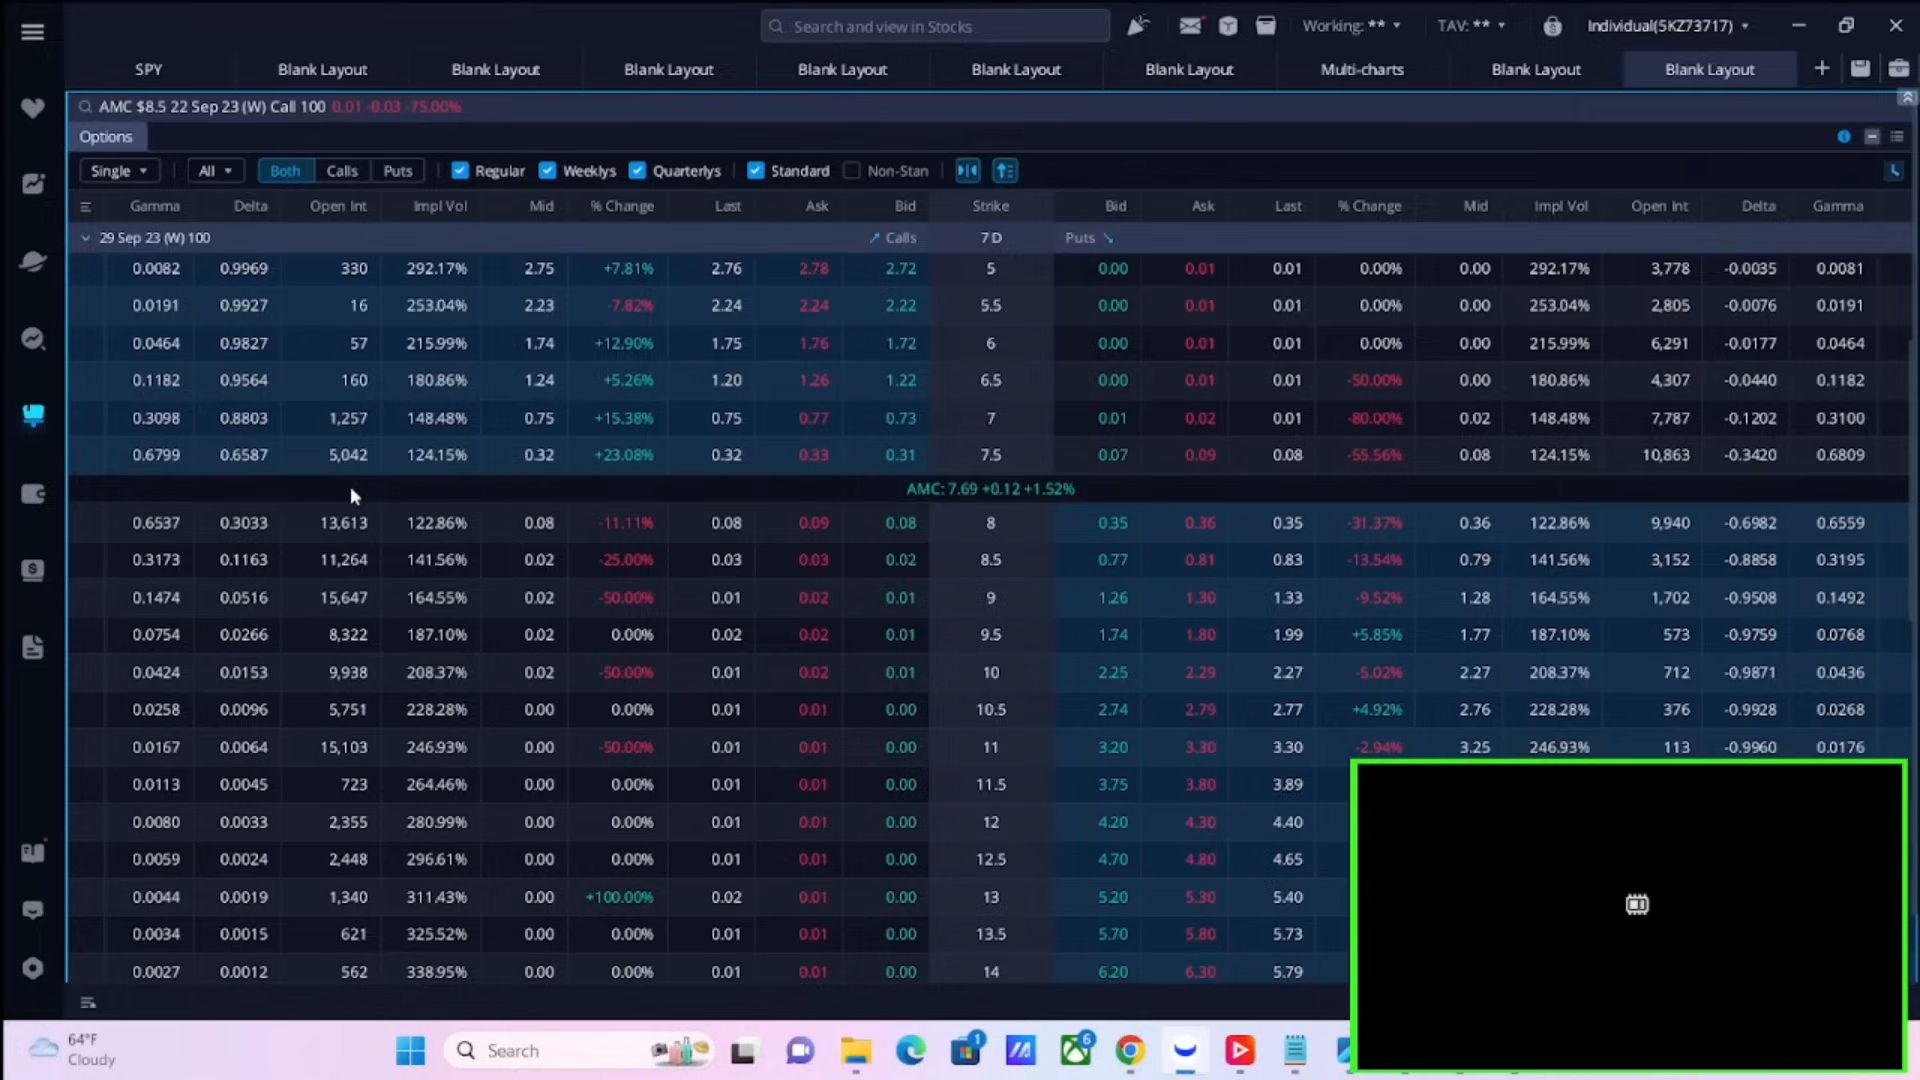 Search and view in Stocks
Working: **
TAV: **
Individual(5KZ73717)
SPY Blank Layout Blank Layout Blank Layout Blank Layout Blank Layout Blank Layout Multi-charts Blank Layout Blank Layout
AMC $8.5 22 Sep 23 (W) Call 100 0.01 -0.03 -75.00%
Options
Single All Both Calls Puts Regular Weeklys Quarterlys Standard Non-Stan
Gamma Delta Open Int Impl Vol Mid % Change Last Ask Bid Strike Bid Ask Last % Change Mid Impl Vol Open Int Delta Gamma
29 Sep 23 (W) 100 Calls 7 D Puts
0.0082 0.9969 330 292.17% 2.75 +7.81% 2.76 2.78 2.72 5 0.00 0.01 0.01 0.00% 0.00 292.17% 3,778 -0.0035 0.0081
0.0191 0.9927 16 253.04% 2.23 -7.82% 2.24 2.24 2.22 5.5 0.00 0.01 0.01 0.00% 0.00 253.04% 2,805 -0.0076 0.0191
0.0464 0.9827 57 215.99% 1.74 +12.90% 1.75 1.76 1.72 6 0.00 0.01 0.01 0.00% 0.00 215.99% 6,291 -0.0177 0.0464
0.1182 0.9564 160 180.86% 1.24 +5.26% 1.20 1.26 1.22 6.5 0.00 0.01 0.01 -50.00% 0.00 180.86% 4,307 -0.0440 0.1182
0.3098 0.8803 1,257 148.48% 0.75 +15.38% 0.75 0.77 0.73 7 0.01 0.02 0.01 -80.00% 0.02 148.48% 7,787 -0.1202 0.3100
0.6799 0.6587 5,042 124.15% 0.32 +23.08% 0.32 0.33 0.31 7.5 0.07 0.09 0.08 -55.56% 0.08 124.15% 10,863 -0.3420 0.6809
AMC: 7.69 +0.12 +1.52%
0.6537 0.3033 13,613 122.86% 0.08 -11.11% 0.08 0.09 0.08 8 0.35 0.36 0.35 -31.37% 0.36 122.86% 9,940 -0.6982 0.6559
0.3173 0.1163 11,264 141.56% 0.02 -25.00% 0.03 0.03 0.02 8.5 0.77 0.81 0.83 -13.54% 0.79 141.56% 3,152 -0.8858 0.3195
0.1474 0.0516 15,647 164.55% 0.02 -50.00% 0.01 0.02 0.01 9 1.26 1.30 1.33 -9.52% 1.28 164.55% 1,702 -0.9508 0.1492
0.0754 0.0266 8,322 187.10% 0.02 0.00% 0.02 0.02 0.01 9.5 1.74 1.80 1.99 +5.85% 1.77 187.10% 573 -0.9759 0.0768
0.0424 0.0153 9,938 208.37% 0.02 -50.00% 0.01 0.02 0.01 10 2.25 2.29 2.27 -5.02% 2.27 208.37% 712 -0.9871 0.0436
0.0258 0.0096 5,751 228.28% 0.00 0.00% 0.01 0.01 0.00 10.5 2.74 2.79 2.77 +4.92% 2.76 228.28% 376 -0.9928 0.0268
0.0167 0.0064 15,103 246.93% 0.00 -50.00% 0.01 0.01 0.00 11 3.20 3.30 3.30 -2.94% 3.25 246.93% 113 -0.9960 0.0176
0.0113 0.0045 723 264.46% 0.00 0.00% 0.01 0.01 0.00 11.5 3.75 3.80 3.89
0.0080 0.0033 2,355 280.99% 0.00 0.00% 0.01 0.01 0.00 12 4.20 4.30 4.40
0.0059 0.0024 2,448 296.61% 0.00 0.00% 0.01 0.01 0.00 12.5 4.70 4.80 4.65
0.0044 0.0019 1,340 311.43% 0.00 +100.00% 0.02 0.01 0.00 13 5.20 5.30 5.40
0.0034 0.0015 621 325.52% 0.00 0.00% 0.01 0.01 0.00 13.5 5.70 5.80 5.73
0.0027 0.0012 562 338.95% 0.00 0.00% 0.01 0.01 0.00 14 6.20 6.30 5.79
64°F
Cloudy
Search
1
6